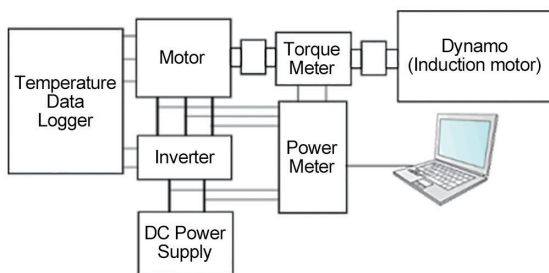 Temperature
Data
Logger
Motor
Torque
Meter
Dynamo
(Induction motor)
Inverter
Power
Meter
DC Power
Supply